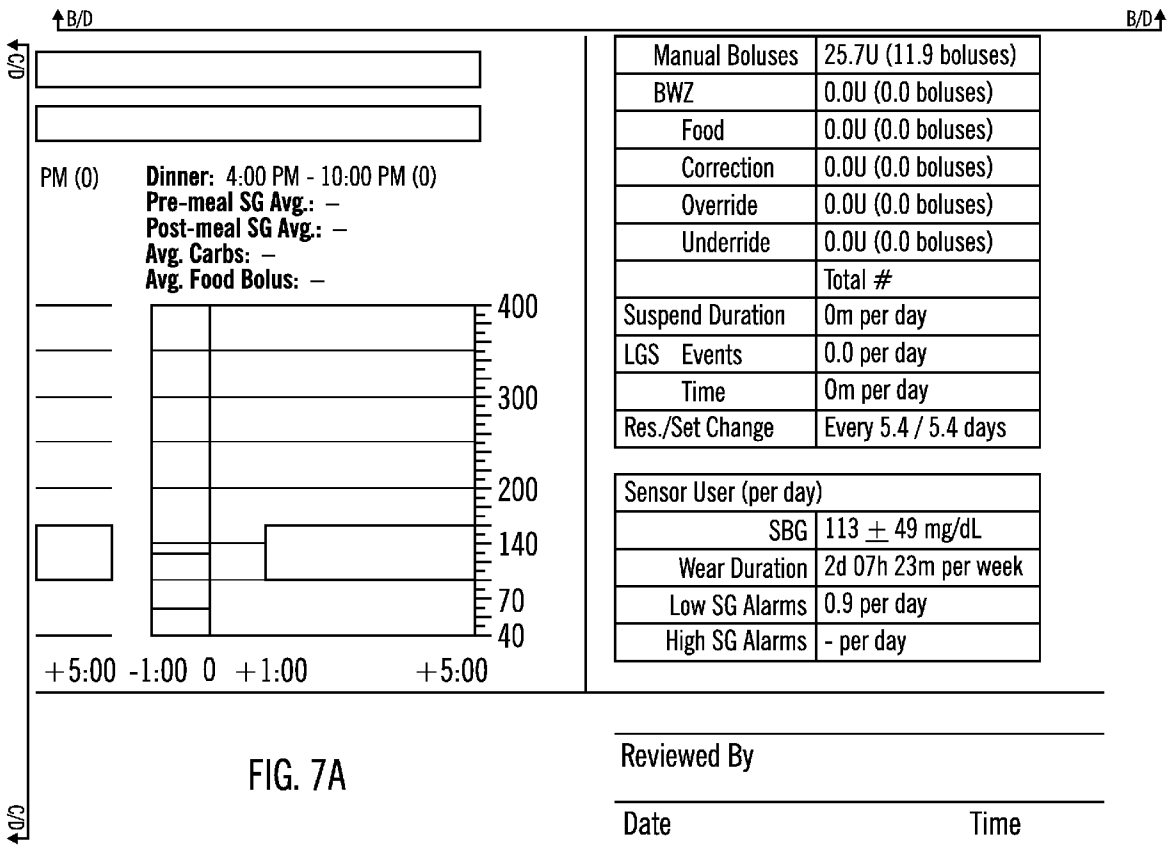 B/D B/D
C/D
PM (0)
Dinner: 4:00 PM - 10:00 PM (0)
Pre-meal SG Avg.: –
Post-meal SG Avg.: –
Avg. Carbs: –
Avg. Food Bolus: –
400
300
200
140
70
40
+5:00 -1:00 0 +1:00 +5:00
Manual Boluses 25.7U (11.9 boluses)
BWZ 0.0U (0.0 boluses)
Food 0.0U (0.0 boluses)
Correction 0.0U (0.0 boluses)
Override 0.0U (0.0 boluses)
Underride 0.0U (0.0 boluses)
Total #
Suspend Duration 0m per day
LGS Events 0.0 per day
Time 0m per day
Res./Set Change Every 5.4 / 5.4 days
Sensor User (per day)
SBG 113 ± 49 mg/dL
Wear Duration 2d 07h 23m per week
Low SG Alarms 0.9 per day
High SG Alarms - per day
FIG. 7A
Reviewed By
C/D
Date Time